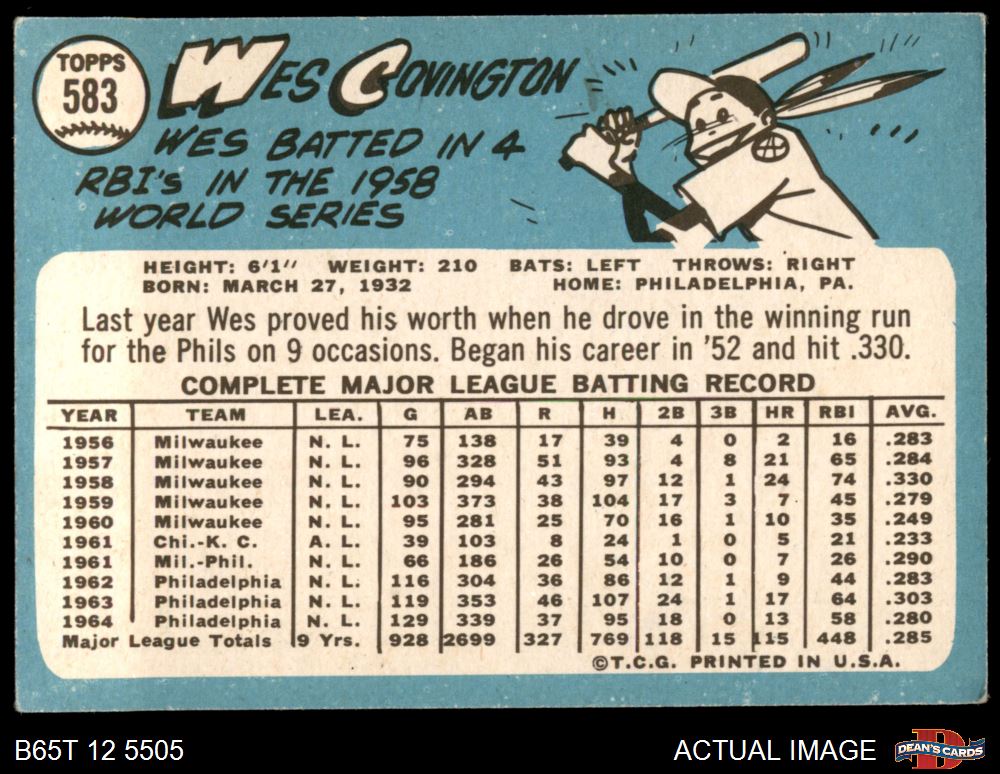 TOPPS
583
WES COVINGTON
WES BATTED IN 4
RBI's IN THE 1958
WORLD SERIES
HEIGHT: 6'1" WEIGHT: 210 BATS: LEFT THROWS: RIGHT
BORN: MARCH 27, 1932 HOME: PHILADELPHIA, PA.
Last year Wes proved his worth when he drove in the winning run
for the Phils on 9 occasions. Began his career in '52 and hit .330.
COMPLETE MAJOR LEAGUE BATTING RECORD
YEAR TEAM LEA. G AB R H 2B 3B HR RBI AVG.
1956 Milwaukee N. L. 75 138 17 39 4 0 2 16 .283
1957 Milwaukee N. L. 96 328 51 93 4 8 21 65 .284
1958 Milwaukee N. L. 90 294 43 97 12 1 24 74 .330
1959 Milwaukee N. L. 103 373 38 104 17 3 7 45 .279
1960 Milwaukee N. L. 95 281 25 70 16 1 10 35 .249
1961 Chi.-K. C. A. L. 39 103 8 24 1 0 5 21 .233
1961 Mil.-Phil. N. L. 66 186 26 54 10 0 7 26 .290
1962 Philadelphia N. L. 116 304 36 86 12 1 9 44 .283
1963 Philadelphia N. L. 119 353 46 107 24 1 17 64 .303
1964 Philadelphia N. L. 129 339 37 95 18 0 13 58 .280
Major League Totals 9 Yrs. 928 2699 327 769 118 15 115 448 .285
©T.C.G. PRINTED IN U.S.A.
B65T 12 5505 ACTUAL IMAGE DEAN'S CARDS